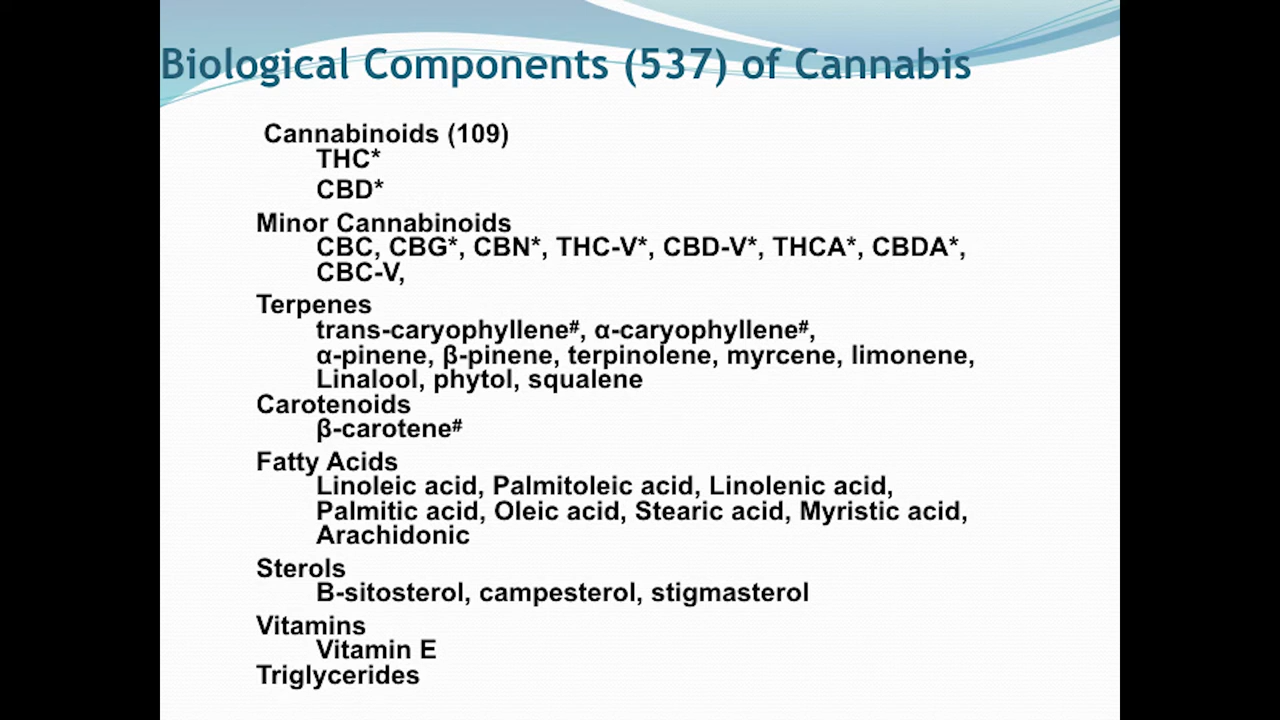 Biological Components (537) of Cannabis
Cannabinoids (109)
THC*
CBD*
Minor Cannabinoids
CBC, CBG*, CBN*, THC-V*, CBD-V*, THCA*, CBDA*,
CBC-V,
Terpenes
trans-caryophyllene#, α-caryophyllene#,
α-pinene, β-pinene, terpinolene, myrcene, limonene,
Linalool, phytol, squalene
Carotenoids
β-carotene#
Fatty Acids
Linoleic acid, Palmitoleic acid, Linolenic acid,
Palmitic acid, Oleic acid, Stearic acid, Myristic acid,
Arachidonic
Sterols
B-sitosterol, campesterol, stigmasterol
Vitamins
Vitamin E
Triglycerides